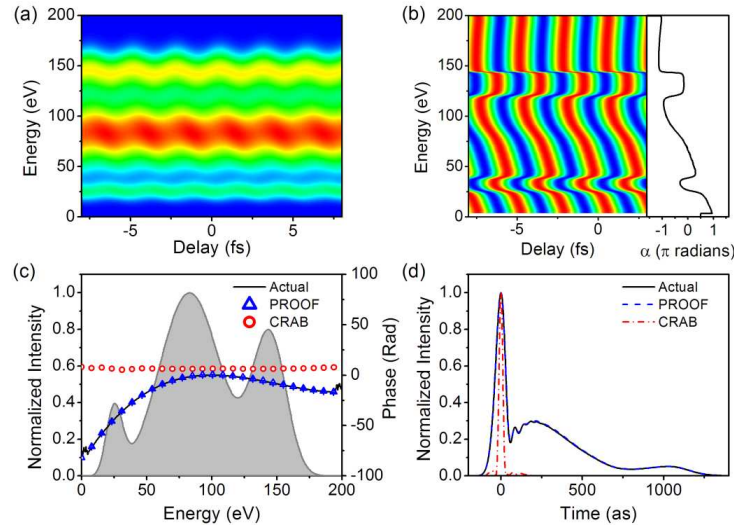 (a)
200
150
100
50
0
Energy (eV)
-5
0
5
Delay (fs)
(b)
200
150
100
50
0
Energy (eV)
-5
0
Delay (fs)
-1
0
1
α (π radians)
(c)
Actual
PROOF
CRAB
1.0
0.8
0.6
0.4
0.2
0.0
Normalized Intensity
100
50
0
-50
-100
Phase (Rad)
0
50
100
150
200
Energy (eV)
(d)
Actual
PROOF
CRAB
1.0
0.8
0.6
0.4
0.2
0.0
Normalized Intensity
0
500
1000
Time (as)